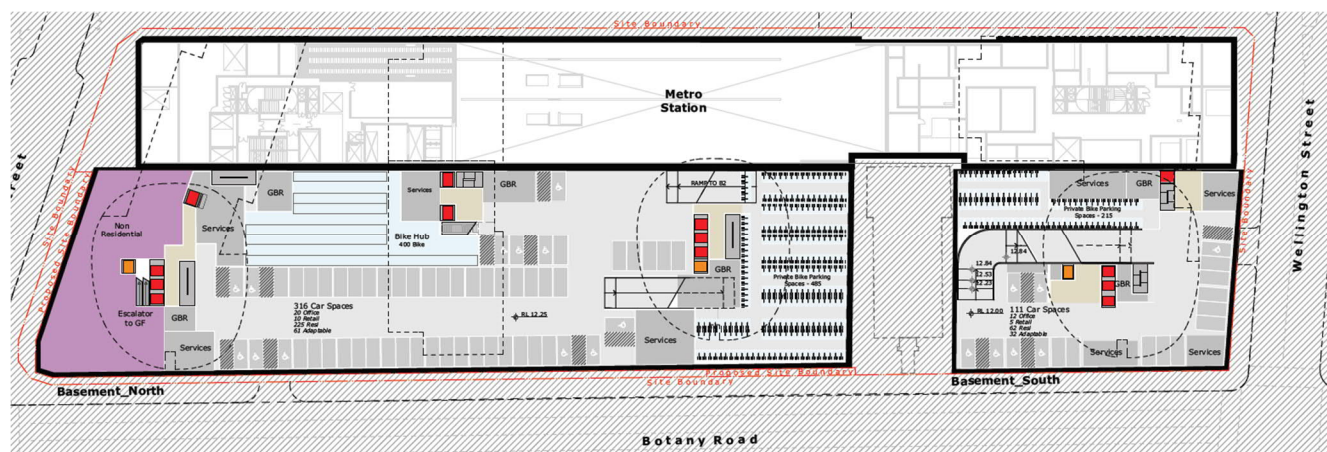 Site Boundary
Metro
Station
Wellington Street
Street
Site Boundary
Proposed Site Boundary
Non
Residential
Services
GBR
Services
GBR
Bike Hub
400 Bike
RAMP TO B2
Private Bike Parking
Spaces - 485
GBR
Escalator
to GF
GBR
Services
316 Car Spaces
20 Office
10 Retail
225 Resi
61 Adaptable
RL 12.25
Services
Services
GBR
Services
Private Bike Parking
Spaces - 215
12.84
12.84
12.53
12.23
GBR
RL 12.00
111 Car Spaces
12 Office
5 Retail
62 Resi
32 Adaptable
Services
Services
Site Boundary
Proposed Site Boundary
Site Boundary
Basement_North
Basement_South
Botany Road